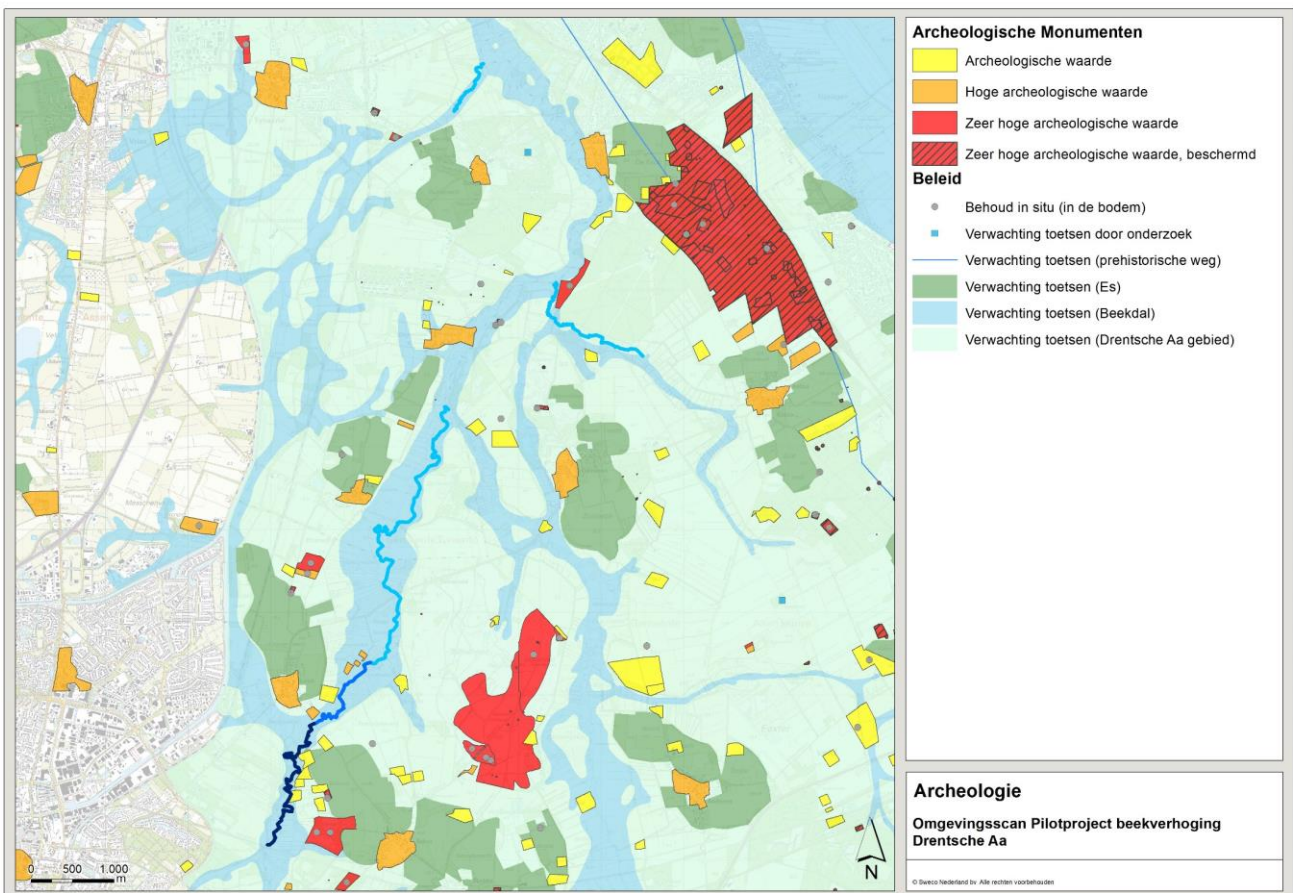 Archeologische Monumenten
Archeologische waarde
Hoge archeologische waarde
Zeer hoge archeologische waarde
Zeer hoge archeologische waarde, beschermd
Beleid
Behoud in situ (in de bodem)
Verwachting toetsen door onderzoek
Verwachting toetsen (prehistorische weg)
Verwachting toetsen (Es)
Verwachting toetsen (Beekdal)
Verwachting toetsen (Drentsche Aa gebied)
0 500 1.000
m
N
Archeologie
Omgevingsscan Pilotproject beekverhoging
Drentsche Aa
© Sweco Nederland bv Alle rechten voorbehouden